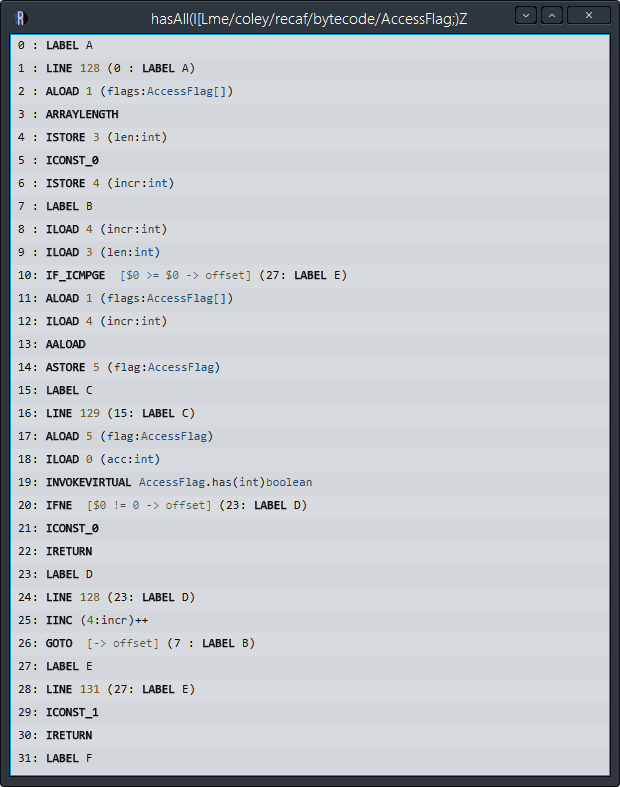 R
hasAll(I[Lme/coley/recaf/bytecode/AccessFlag;)Z
0 : LABEL A
1 : LINE 128 (0 : LABEL A)
2 : ALOAD 1 (flags:AccessFlag[])
3 : ARRAYLENGTH
4 : ISTORE 3 (len:int)
5 : ICONST_0
6 : ISTORE 4 (incr:int)
7 : LABEL B
8 : ILOAD 4 (incr:int)
9 : ILOAD 3 (len:int)
10: IF_ICMPGE  [$0 >= $0 -> offset] (27: LABEL E)
11: ALOAD 1 (flags:AccessFlag[])
12: ILOAD 4 (incr:int)
13: AALOAD
14: ASTORE 5 (flag:AccessFlag)
15: LABEL C
16: LINE 129 (15: LABEL C)
17: ALOAD 5 (flag:AccessFlag)
18: ILOAD 0 (acc:int)
19: INVOKEVIRTUAL AccessFlag.has(int)boolean
20: IFNE  [$0 != 0 -> offset] (23: LABEL D)
21: ICONST_0
22: IRETURN
23: LABEL D
24: LINE 128 (23: LABEL D)
25: IINC (4:incr)++
26: GOTO  [-> offset] (7 : LABEL B)
27: LABEL E
28: LINE 131 (27: LABEL E)
29: ICONST_1
30: IRETURN
31: LABEL F